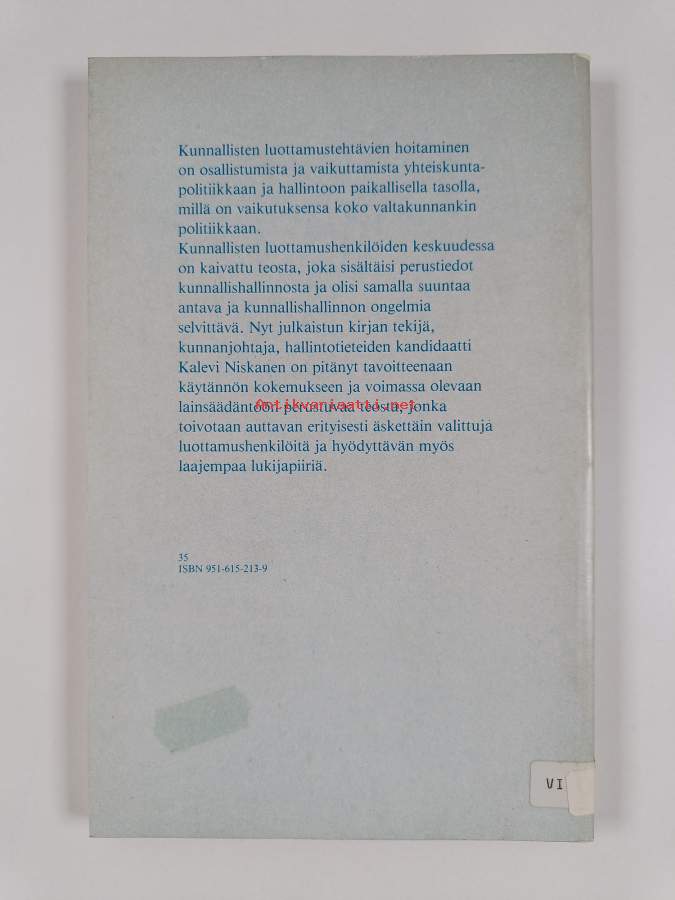 Kunnallisten luottamustehtävien hoitaminen
on osallistumista ja vaikuttamista yhteiskunta-
politiikkaan ja hallintoon paikallisella tasolla,
millä on vaikutuksensa koko valtakunnankin
politiikkaan.
Kunnallisten luottamushenkilöiden keskuudessa
on kaivattu teosta, joka sisältäisi perustiedot
kunnallishallinnosta ja olisi samalla suuntaa
antava ja kunnallishallinnon ongelmia
selvittävä. Nyt julkaistun kirjan tekijä,
kunnanjohtaja, hallintotieteiden kandidaatti
Kalevi Niskanen on pitänyt tavoitteenaan
käytännön kokemukseen ja voimassa olevaan
Antikvariaatti.net
lainsäädäntöön perustuvaa teosta, jonka
toivotaan auttavan erityisesti äskettäin valittuja
luottamushenkilöitä ja hyödyttävän myös
laajempaa lukijapiiriä.
35
ISBN 951-615-213-9
VI